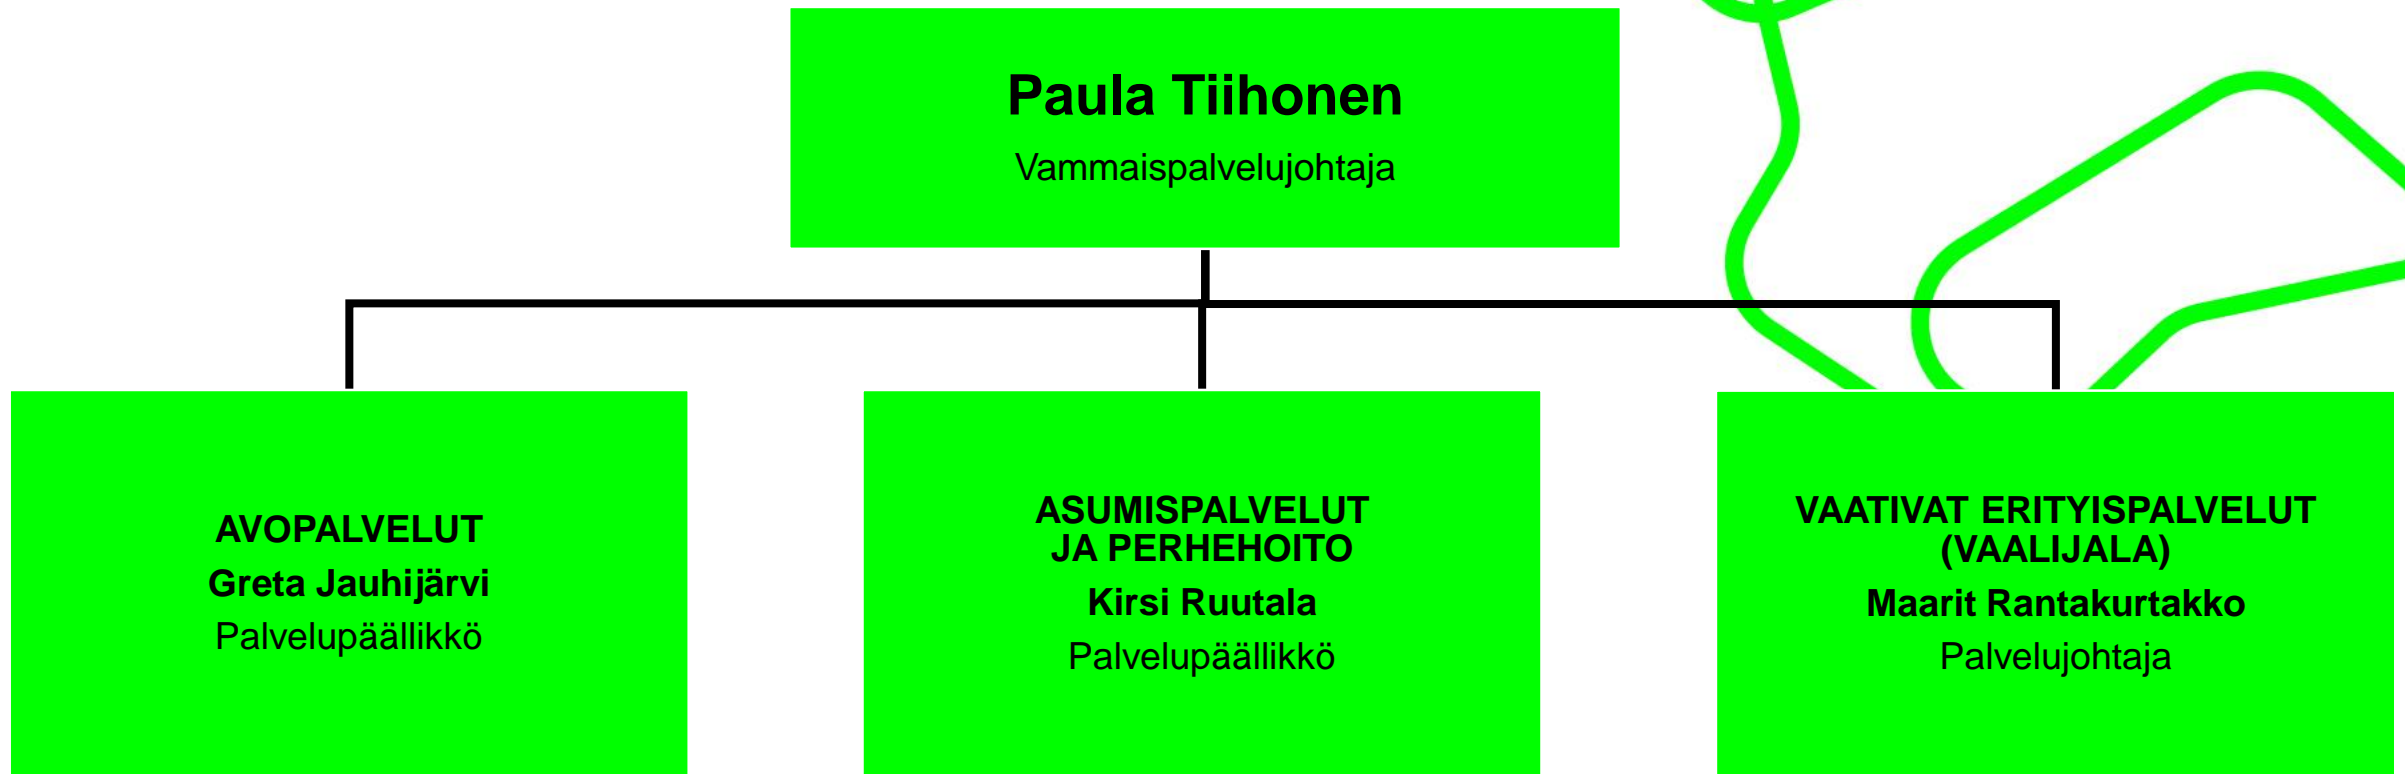 Paula Tiihonen
Vammaispalvelujohtaja
AVOPALVELUT
Greta Jauhijärvi
Palvelupäällikkö
ASUMISPALVELUT
JA PERHEHOITO
Kirsi Ruutala
Palvelupäällikkö
VAATIVAT ERITYISPALVELUT
(VAALIJALA)
Maarit Rantakurtakko
Palvelujohtaja